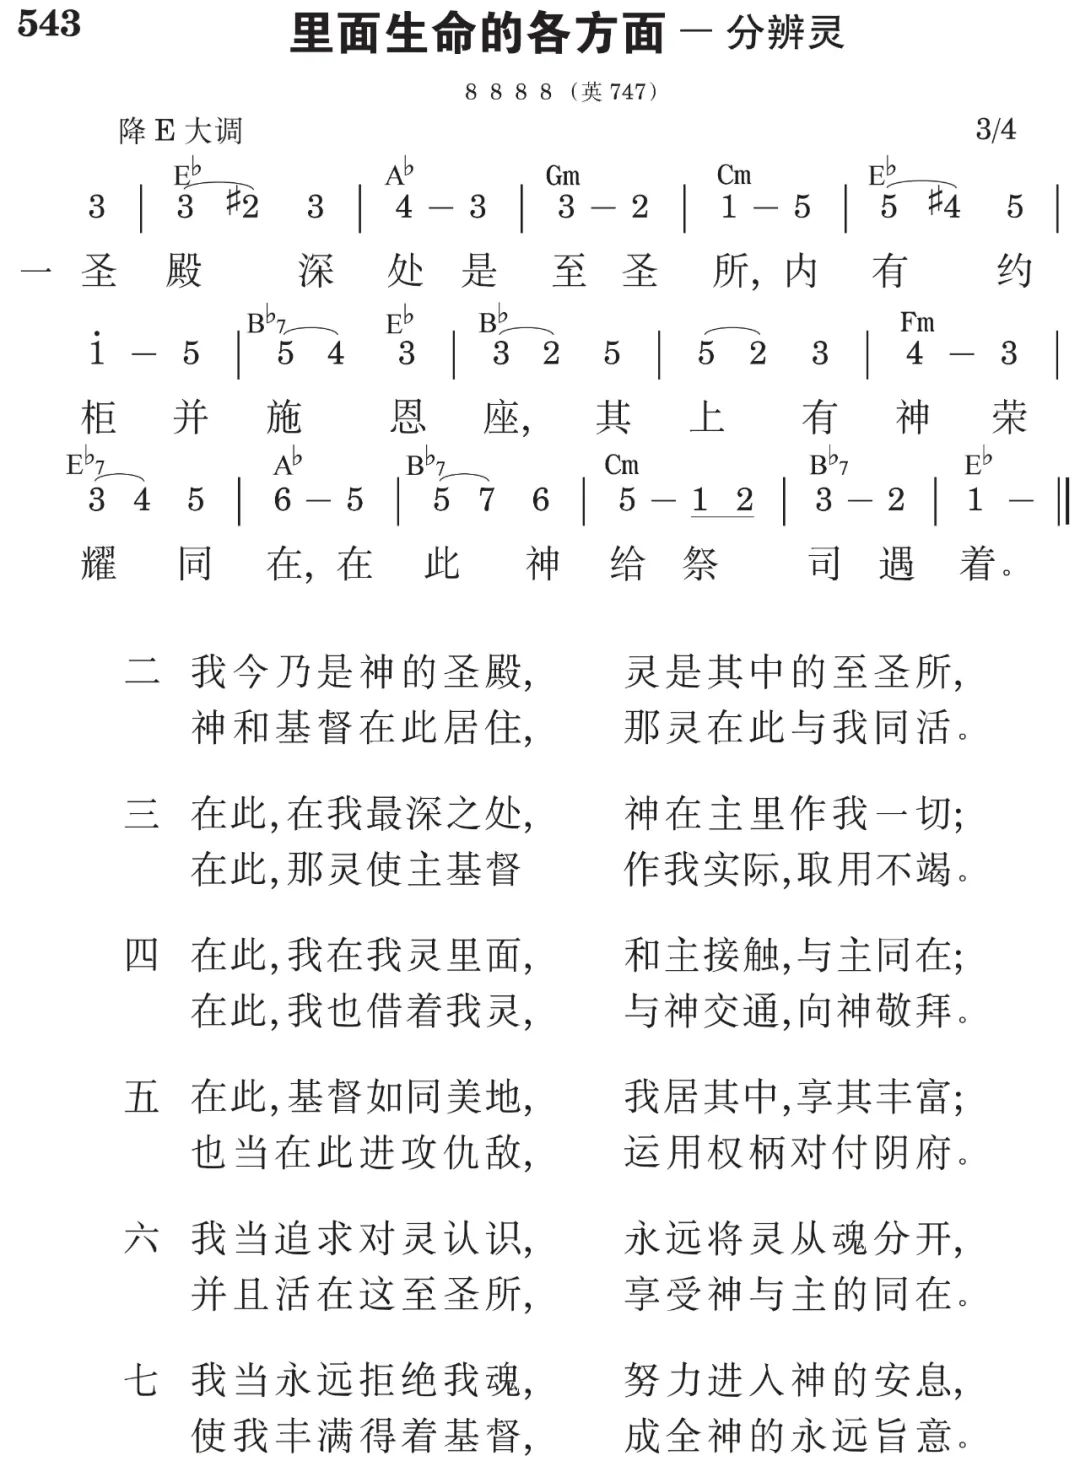 543 里面生命的各方面 — 分辨灵
8 8 8 8 (英 747)
降 E 大调 3/4
E♭ A♭ Gm Cm E♭
3 | 3 ♯2 3 | 4 – 3 | 3 – 2 | 1 – 5 | 5 ♯4 5 |
一 圣 殿 深 处 是 至 圣 所, 内 有 约
B♭7 E♭ B♭ Fm
i – 5 | 5 4 3 | 3 2 5 | 5 2 3 | 4 – 3 |
柜 并 施 恩 座, 其 上 有 神 荣
E♭7 A♭ B♭7 Cm B♭7 E♭
3 4 5 | 6 – 5 | 5 7 6 | 5 – 1 2 | 3 – 2 | 1 – ‖
耀 同 在, 在 此 神 给 祭 司 遇 着。
二 我今乃是神的圣殿, 灵是其中的至圣所,
神和基督在此居住, 那灵在此与我同活。
三 在此,在我最深之处, 神在主里作我一切;
在此,那灵使主基督 作我实际,取用不竭。
四 在此,我在我灵里面, 和主接触,与主同在;
在此,我也借着我灵, 与神交通,向神敬拜。
五 在此,基督如同美地, 我居其中,享其丰富;
也当在此进攻仇敌, 运用权柄对付阴府。
六 我当追求对灵认识, 永远将灵从魂分开,
并且活在这至圣所, 享受神与主的同在。
七 我当永远拒绝我魂, 努力进入神的安息,
使我丰满得着基督, 成全神的永远旨意。